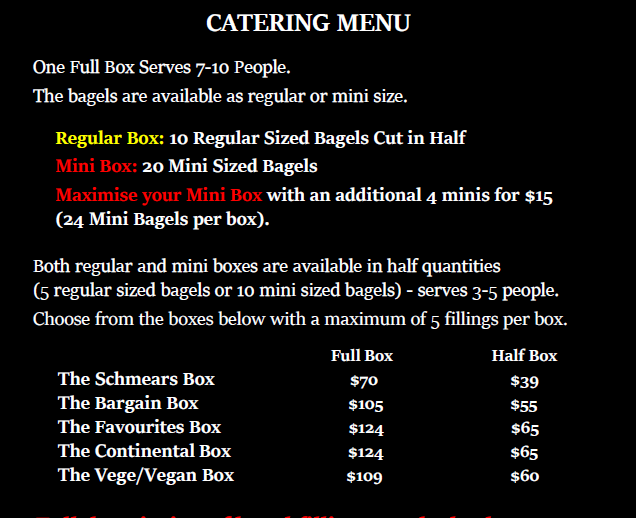 CATERING MENU
One Full Box Serves 7-10 People.
The bagels are available as regular or mini size.
Regular Box: 10 Regular Sized Bagels Cut in Half
Mini Box: 20 Mini Sized Bagels
Maximise your Mini Box with an additional 4 minis for $15
(24 Mini Bagels per box).
Both regular and mini boxes are available in half quantities
(5 regular sized bagels or 10 mini sized bagels) - serves 3-5 people.
Choose from the boxes below with a maximum of 5 fillings per box.
Full Box Half Box
The Schmears Box $70 $39
The Bargain Box $105 $55
The Favourites Box $124 $65
The Continental Box $124 $65
The Vege/Vegan Box $109 $60